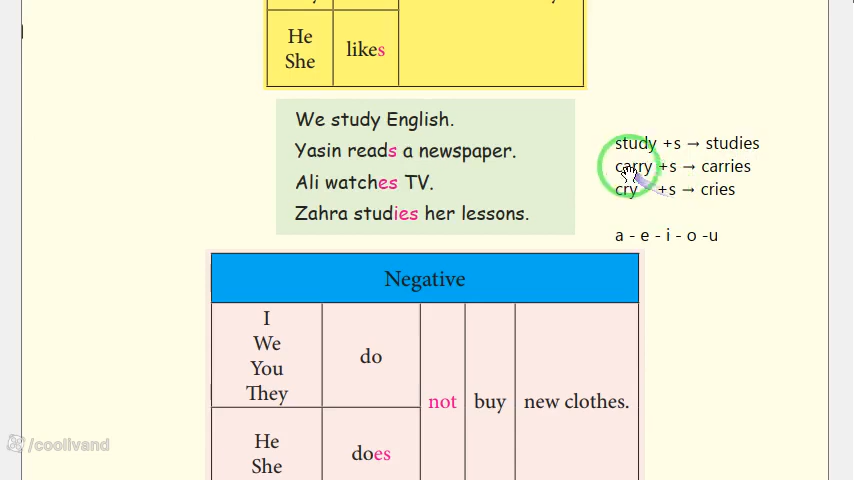 He
She
likes
We study English.
Yasin reads a newspaper.
Ali watches TV.
Zahra studies her lessons.
study +s → studies
carry +s → carries
cry +s → cries
a - e - i - o -u
Negative
I
We
You
They
do
not
buy
new clothes.
He
She
does
/coolivand